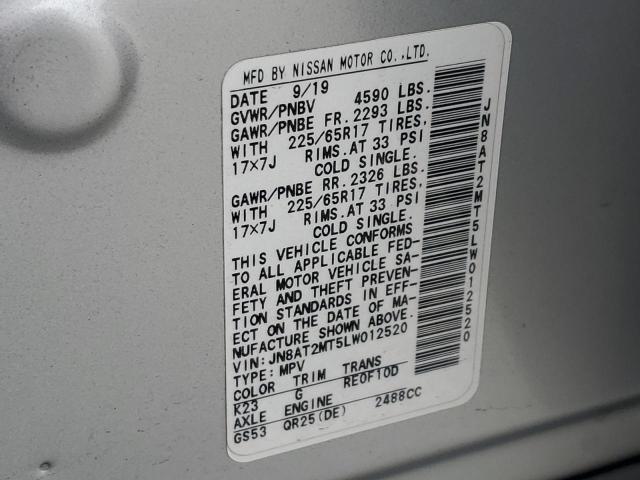 MFD BY NISSAN MOTOR CO.,LTD.
DATE 9/19
GVWR/PNBV 4590 LBS.
GAWR/PNBE FR.2293 LBS.
WITH 225/65R17 TIRES,
17×7J RIMS.AT 33 PSI
COLD SINGLE.
GAWR/PNBE RR.2326 LBS.
WITH 225/65R17 TIRES,
17×7J RIMS.AT 33 PSI
COLD SINGLE.
THIS VEHICLE CONFORMS
TO ALL APPLICABLE FED-
ERAL MOTOR VEHICLE SA-
FETY AND THEFT PREVEN-
TION STANDARDS IN EFF-
ECT ON THE DATE OF MA-
NUFACTURE SHOWN ABOVE.
VIN:JN8AT2MT5LW012520
TYPE:MPV
COLOR TRIM TRANS
K23 G RE0F10D
AXLE ENGINE
GS53 QR25(DE) 2488CC
JN8AT2MT5LW012520